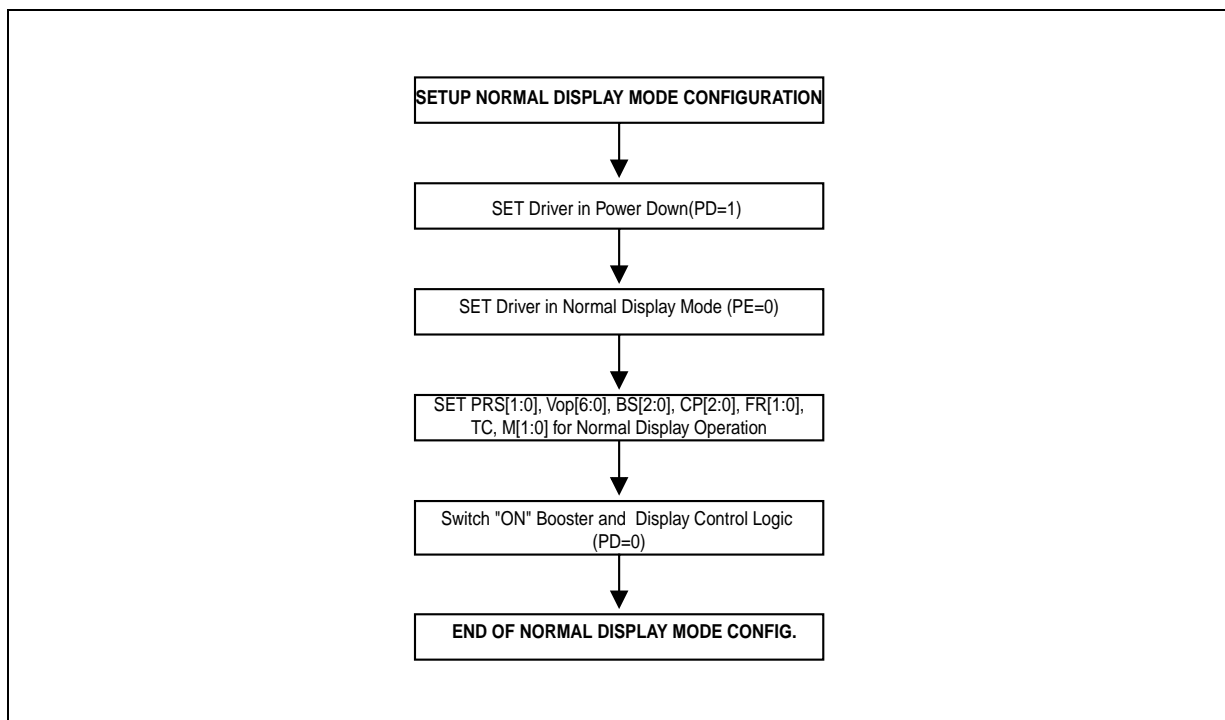 SETUP NORMAL DISPLAY MODE CONFIGURATION
SET Driver in Power Down(PD=1)
SET Driver in Normal Display Mode (PE=0)
SET PRS[1:0], Vop[6:0], BS[2:0], CP[2:0], FR[1:0],
TC, M[1:0] for Normal Display Operation
Switch "ON" Booster and Display Control Logic
(PD=0)
END OF NORMAL DISPLAY MODE CONFIG.